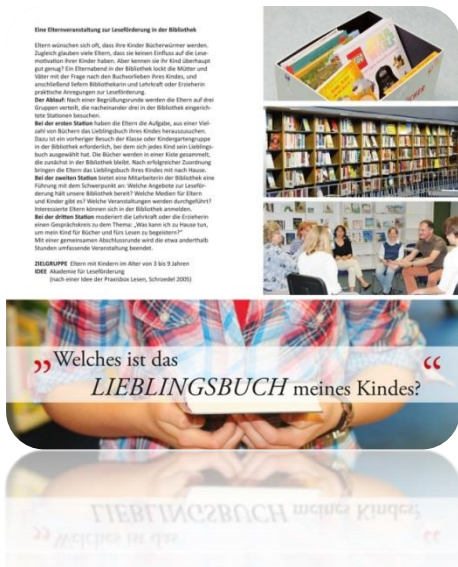 Eine Elternveranstaltung zur Leseförderung in der Bibliothek
Eltern wünschen sich oft, dass ihre Kinder Bücherwürmer werden.
Zugleich glauben viele Eltern, dass sie keinen Einfluss auf die Lese-
motivation ihrer Kinder haben. Aber kennen sie ihr Kind überhaupt
gut genug? Ein Elternabend in der Bibliothek lockt die Mütter und
Väter mit der Frage nach den Buchvorlieben ihres Kindes, und
anschließend liefern Bibliothekarin und Lehrkraft oder Erzieherin
praktische Anregungen zur Leseförderung.
Der Ablauf: Nach einer Begrüßungsrunde werden die Eltern auf drei
Gruppen verteilt, die nacheinander drei in der Bibliothek eingerich-
tete Stationen besuchen.
Bei der ersten Station haben die Eltern die Aufgabe, aus einer Viel-
zahl von Büchern das Lieblingsbuch ihres Kindes herauszusuchen.
Dazu ist ein vorheriger Besuch der Klasse oder Kindergartengruppe
in der Bibliothek erforderlich, bei dem sich jedes Kind sein Lieblings-
buch ausgewählt hat. Die Bücher werden in einer Kiste gesammelt,
die zunächst in der Bibliothek bleibt. Nach erfolgreicher Zuordnung
bringen die Eltern das Lieblingsbuch ihres Kindes mit nach Hause.
Bei der zweiten Station bietet eine Mitarbeiterin der Bibliothek eine
Führung mit dem Schwerpunkt an: Welche Angebote zur Leseför-
derung hält unsere Bibliothek bereit? Welche Medien für Eltern
und Kinder gibt es? Welche Veranstaltungen werden durchgeführt?
Interessierte Eltern können sich in der Bibliothek anmelden.
Bei der dritten Station moderiert die Lehrkraft oder die Erzieherin
einen Gesprächskreis zu dem Thema: „Was kann ich zu Hause tun,
um mein Kind für Bücher und fürs Lesen zu begeistern?“
Mit einer gemeinsamen Abschlussrunde wird die etwa anderthalb
Stunden umfassende Veranstaltung beendet.
ZIELGRUPPE Eltern mit Kindern im Alter von 3 bis 9 Jahren
IDEE Akademie für Leseförderung
(nach einer Idee der Praxisbox Lesen, Schroedel 2005)
„Welches ist das
LIEBLINGSBUCH meines Kindes?“